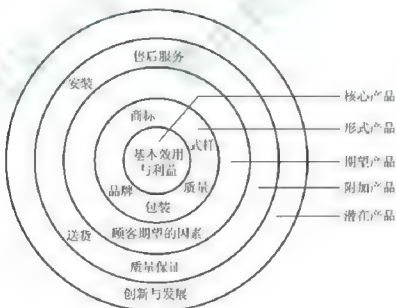 售后服务
安装
商标
核心产品
形式产品
式样
基本效用
与利益
期望产品
品牌
质量
附加产品
包装
潜在产品
送货
顾客期望的因素
质量保证
创新与发展